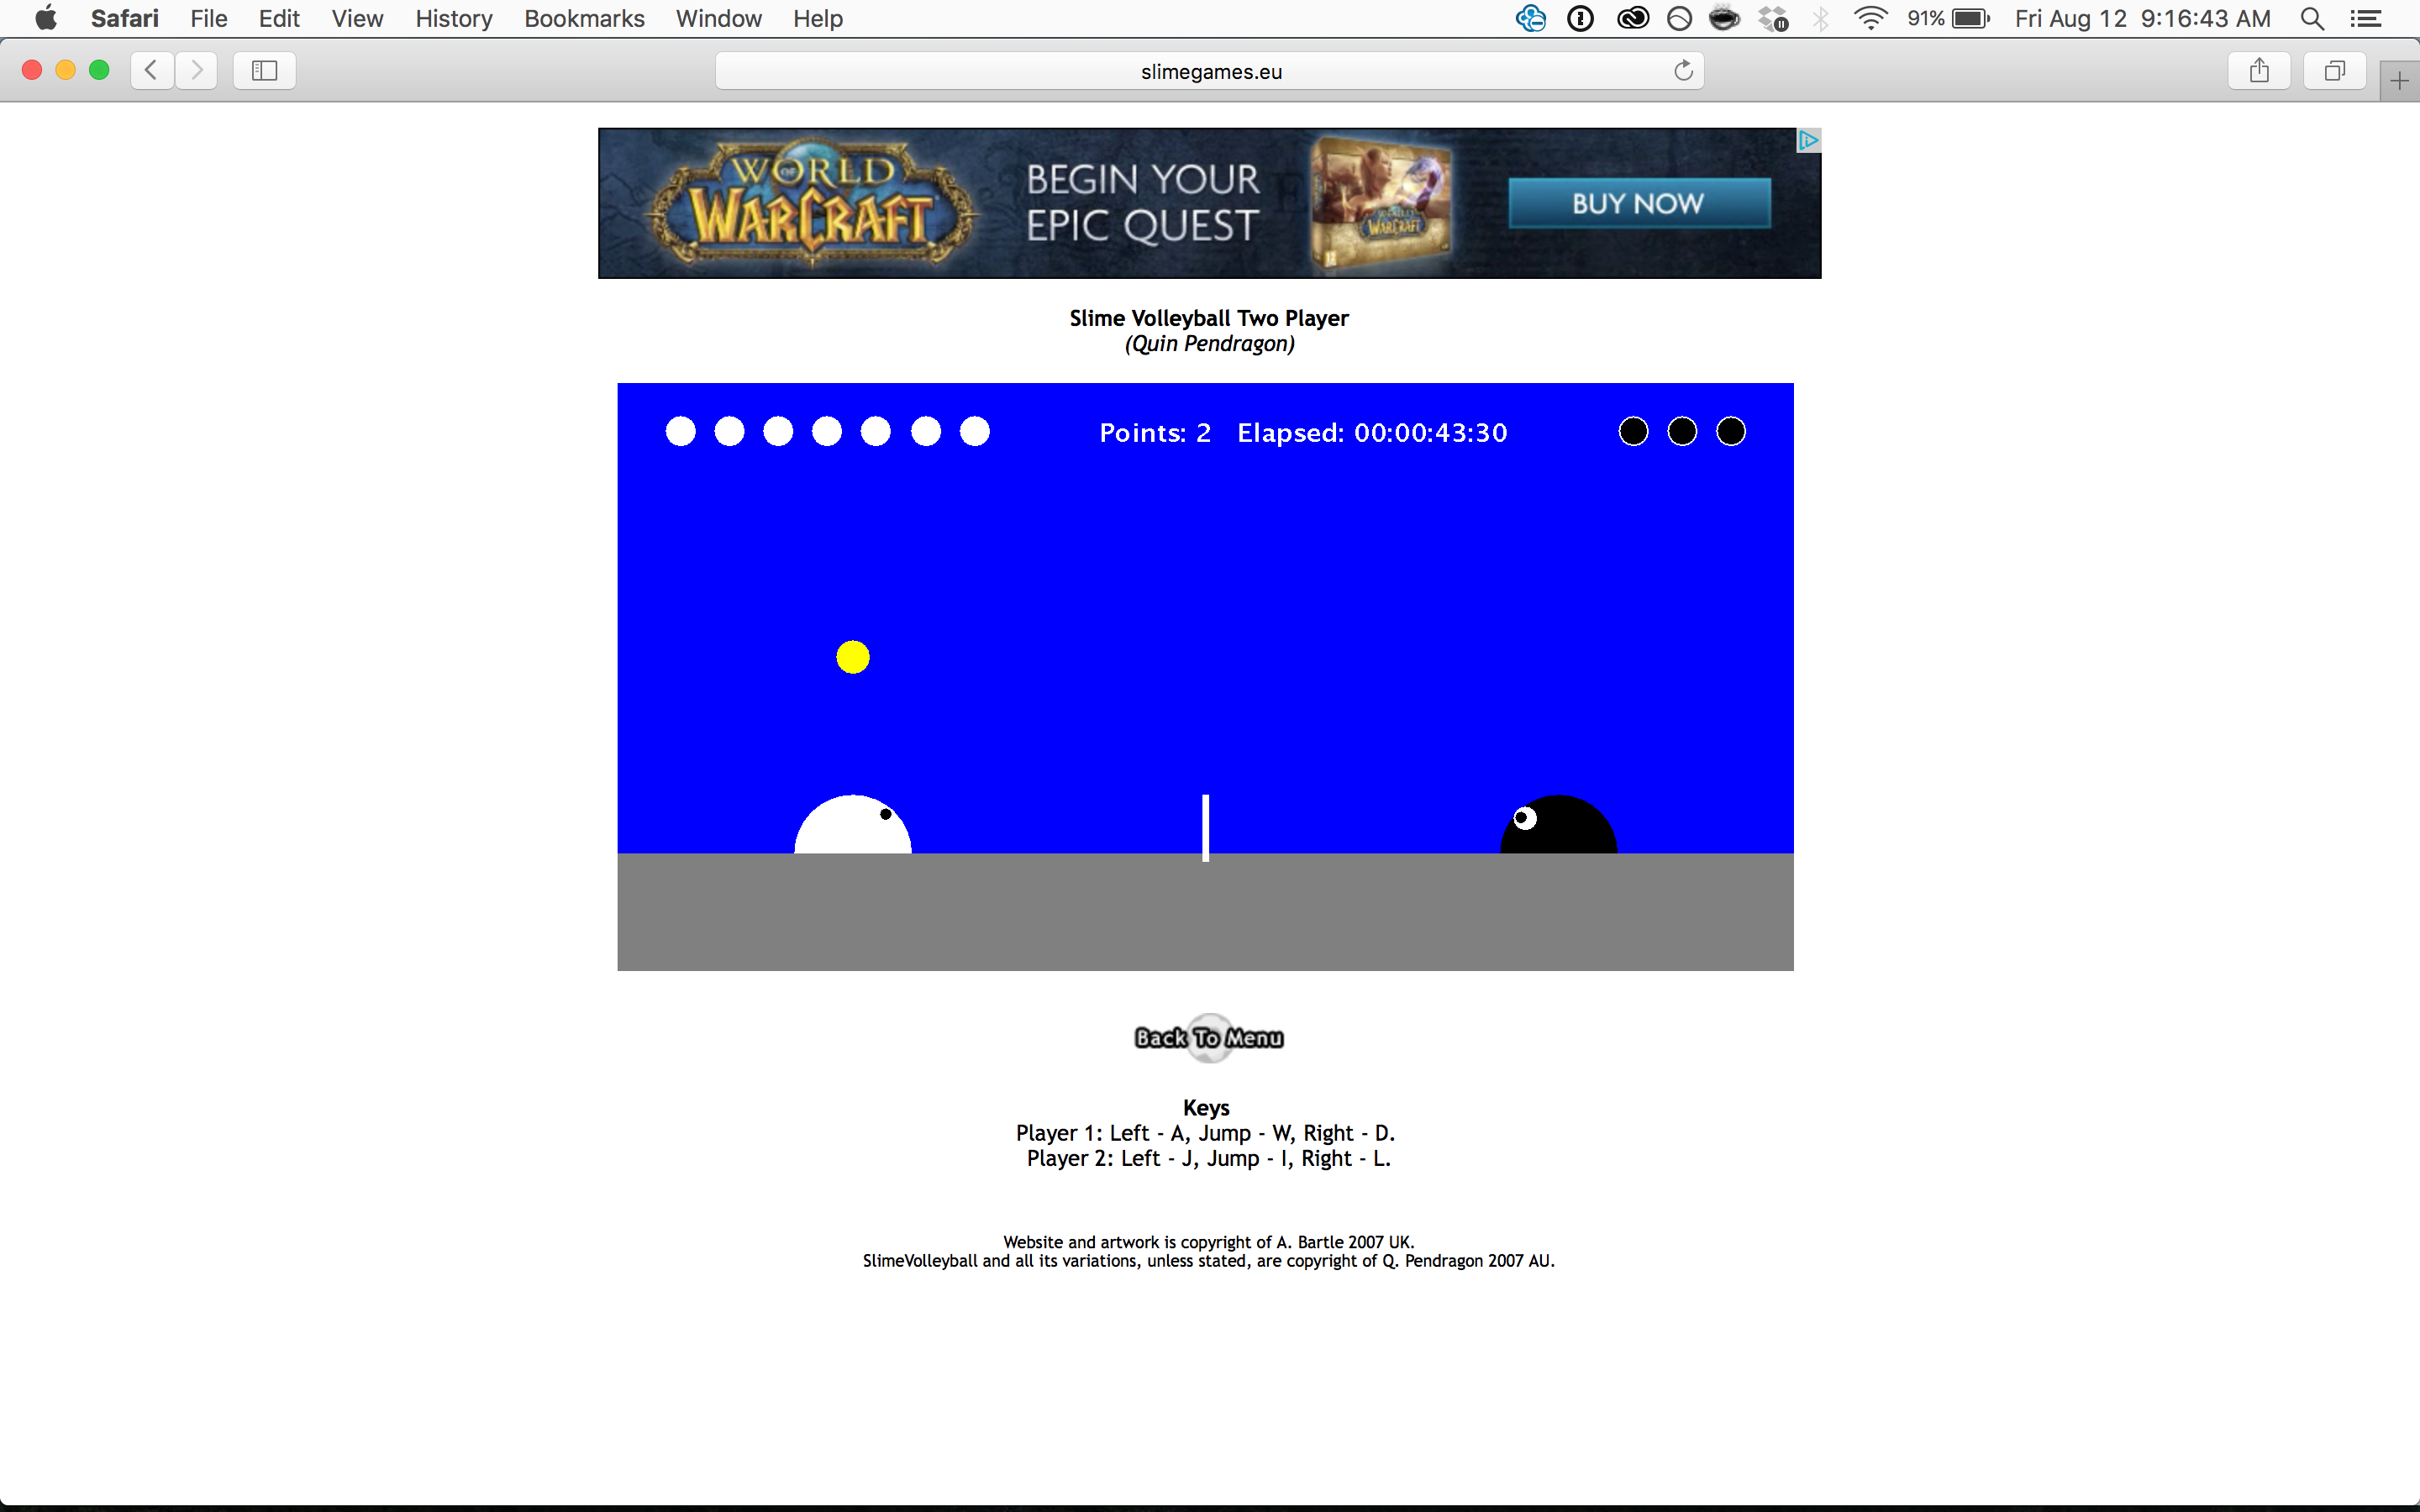 Safari File Edit View History Bookmarks Window Help 91% Fri Aug 12 9:16:43 AM
slimegames.eu
WORLD OF WARCRAFT
BEGIN YOUR
EPIC QUEST
BUY NOW
Slime Volleyball Two Player
(Quin Pendragon)
Points: 2 Elapsed: 00:00:43:30
Back To Menu
Keys
Player 1: Left - A, Jump - W, Right - D.
Player 2: Left - J, Jump - I, Right - L.
Website and artwork is copyright of A. Bartle 2007 UK.
SlimeVolleyball and all its variations, unless stated, are copyright of Q. Pendragon 2007 AU.